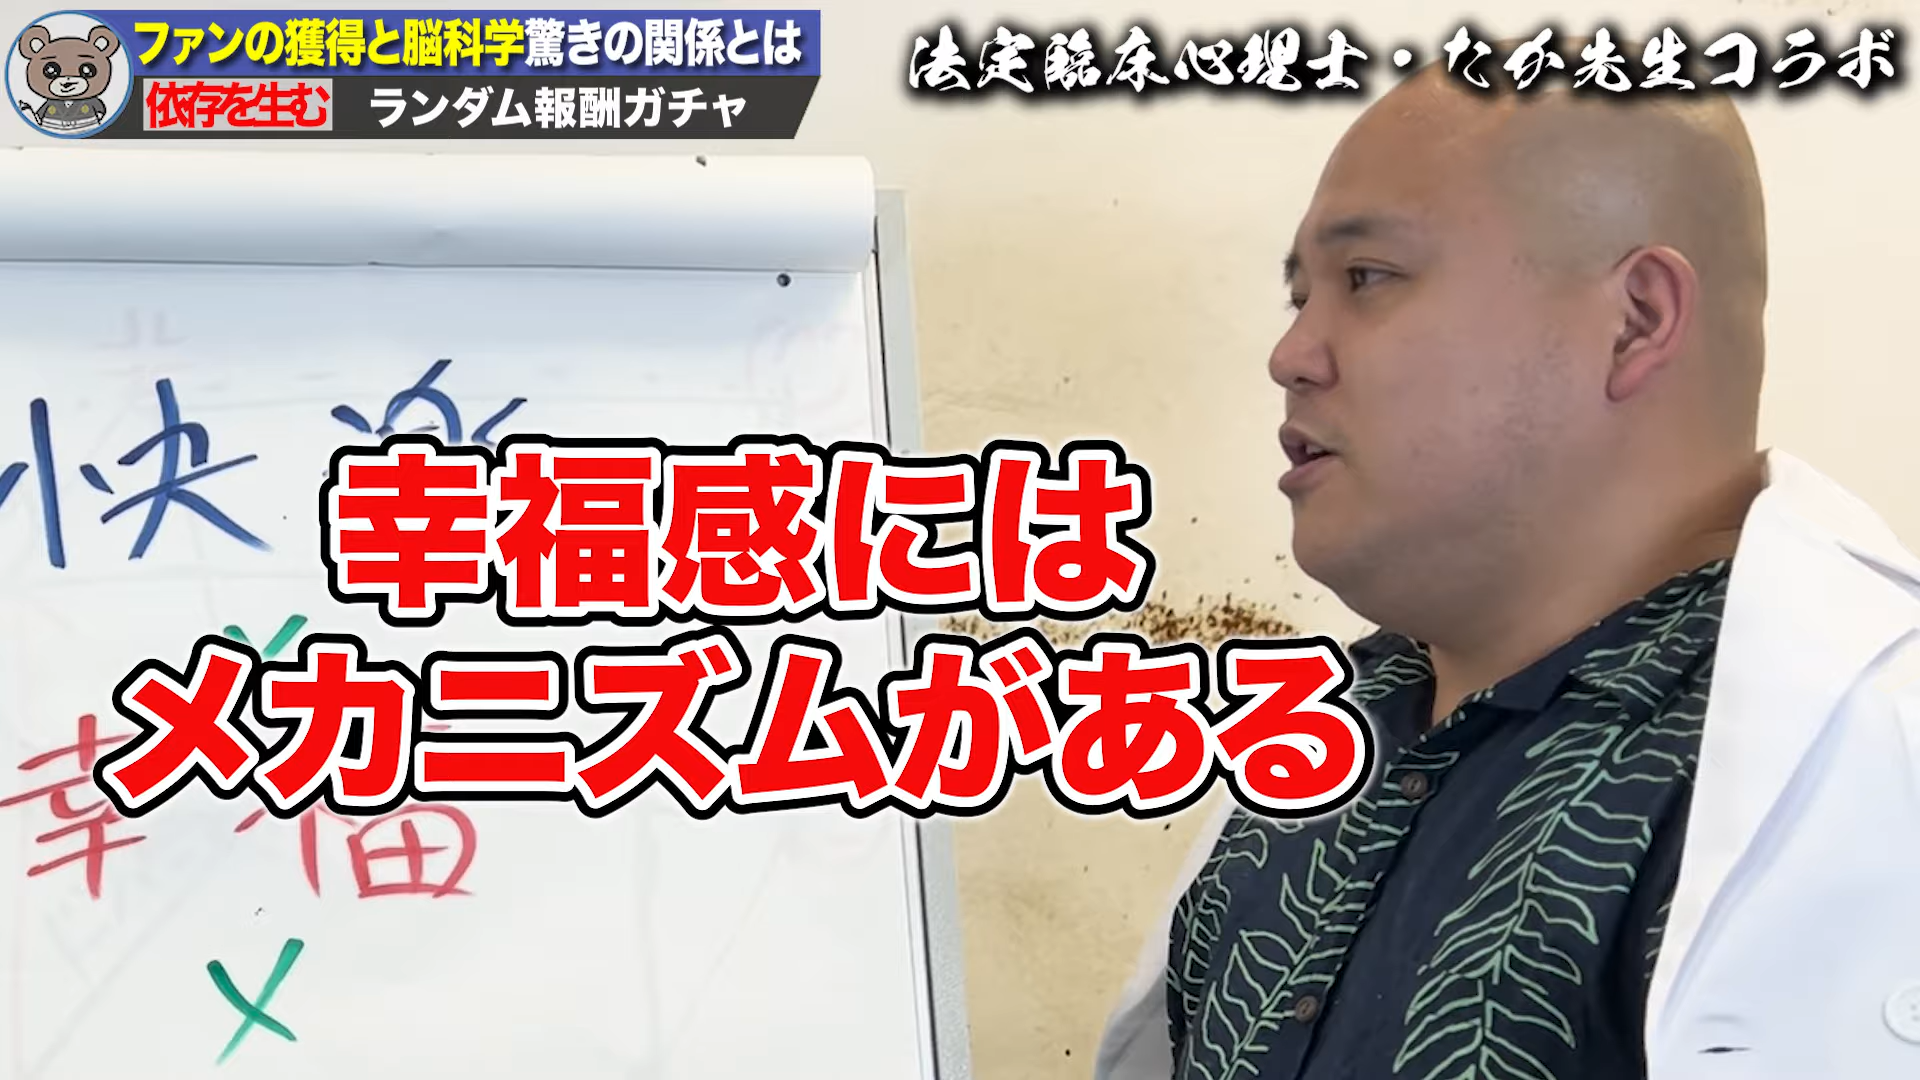 ファンの獲得と脳科学驚きの関係とは
依存を生む ランダム報酬ガチャ
法定臨床心理士・たか先生コラボ
快楽
幸福感には
メカニズムがある
幸福